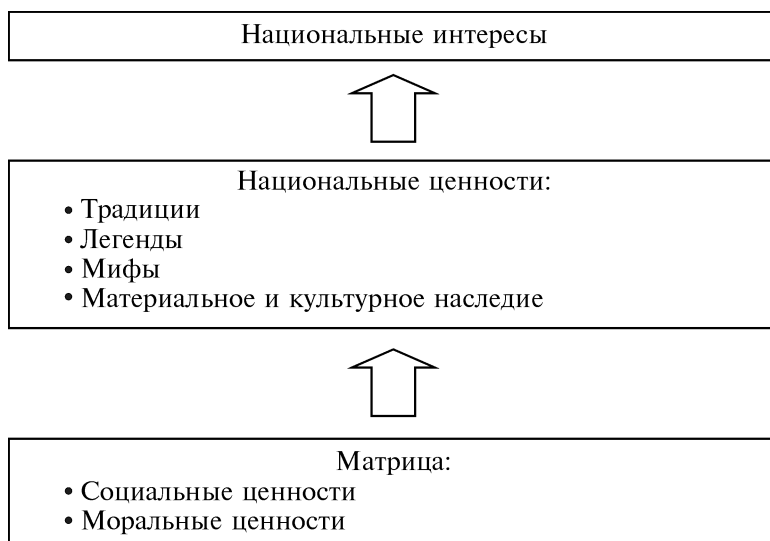 Национальные интересы
Национальные ценности:
• Традиции
• Легенды
• Мифы
• Материальное и культурное наследие
Матрица:
• Социальные ценности
• Моральные ценности